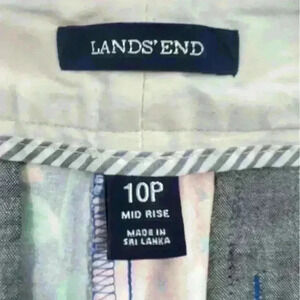 LANDS' END
10P
MID RISE
MADE IN
SRI LANKA